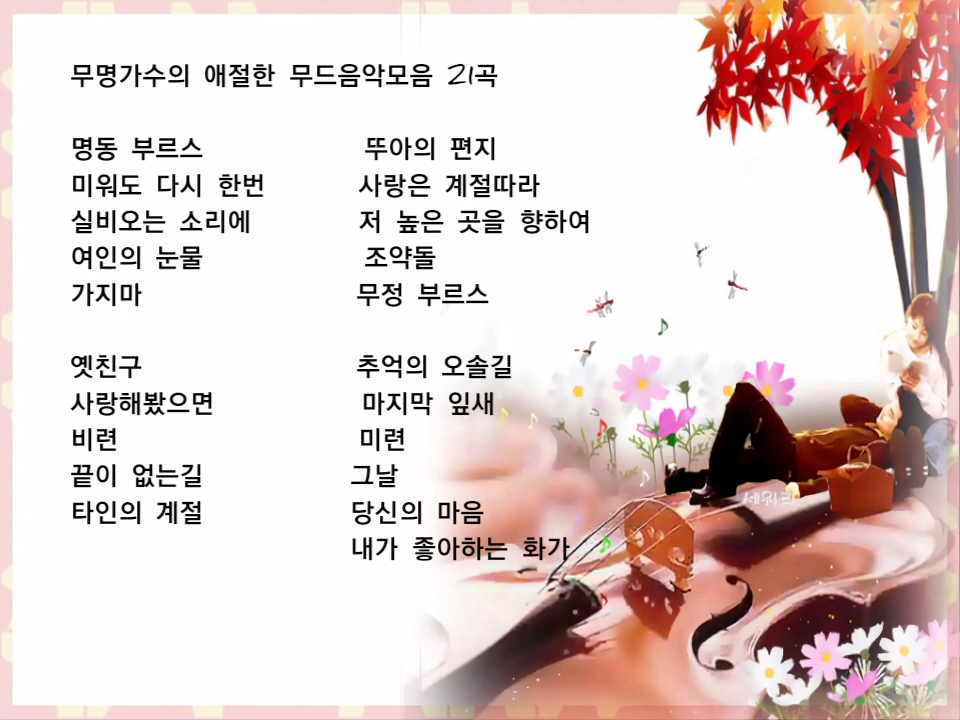 무명가수의 애절한 무드음악모음 21곡
명동 부르스 뚜아의 편지
미워도 다시 한번 사랑은 계절따라
실비오는 소리에 저 높은 곳을 향하여
여인의 눈물 조약돌
가지마 무정 부르스
옛친구 추억의 오솔길
사랑해봤으면 마지막 잎새
비련 미련
끝이 없는길 그날
타인의 계절 당신의 마음
내가 좋아하는 화가